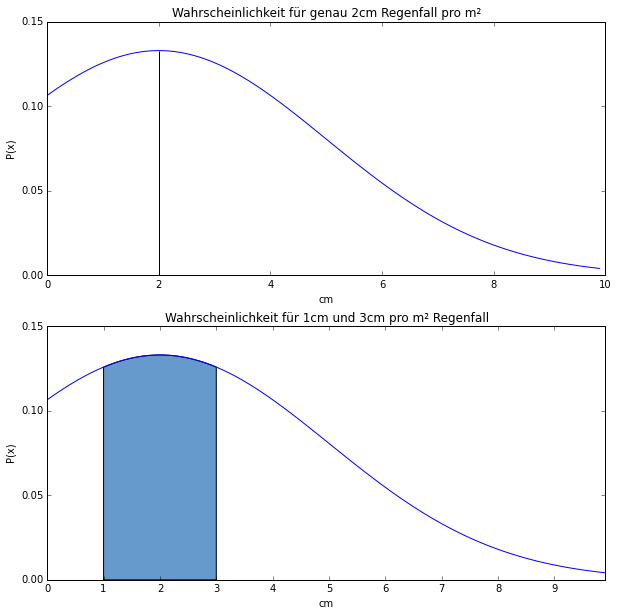 Wahrscheinlichkeit für genau 2cm Regenfall pro m²
0.15
0.10
0.05
0.00
P(x)
0 2 4 6 8 10
cm
Wahrscheinlichkeit für 1cm und 3cm pro m² Regenfall
0.15
0.10
0.05
0.00
P(x)
0 1 2 3 4 5 6 7 8 9
cm